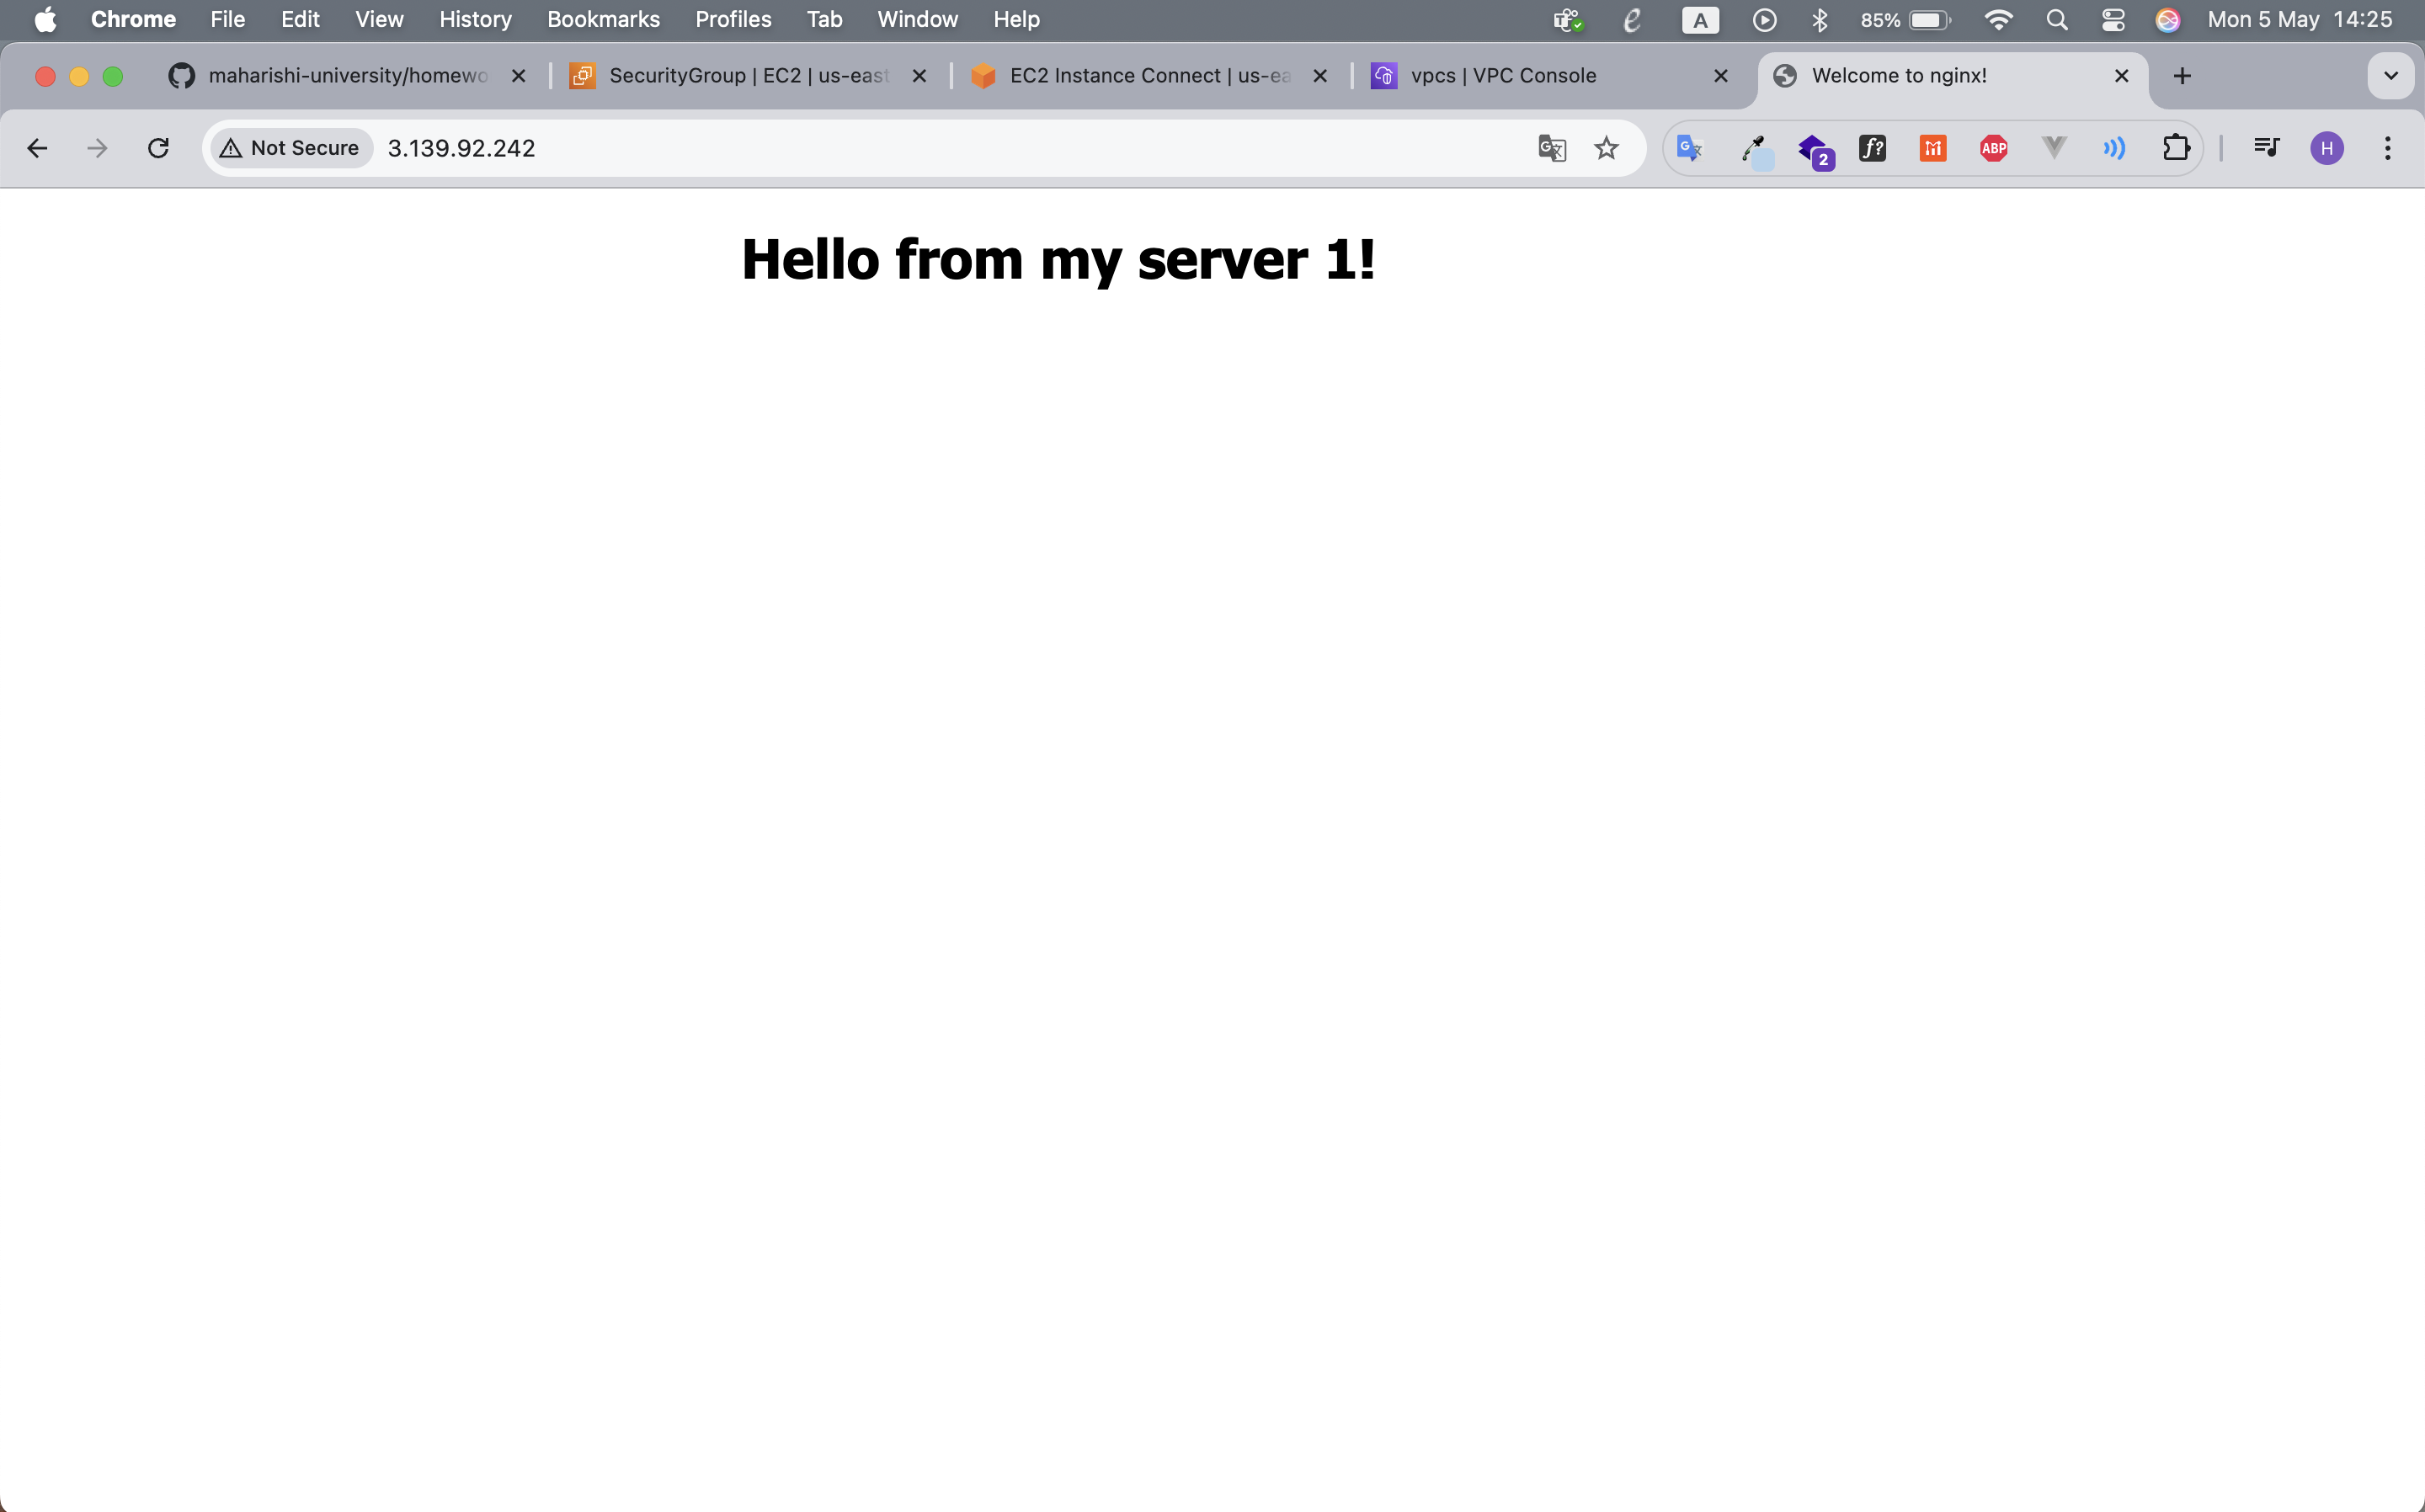 Chrome File Edit View History Bookmarks Profiles Tab Window Help A 85% Mon 5 May 14:25
maharishi-university/homewo SecurityGroup | EC2 | us-east EC2 Instance Connect | us-ea vpcs | VPC Console Welcome to nginx!
Not Secure 3.139.92.242 2 f? ABP H
Hello from my server 1!